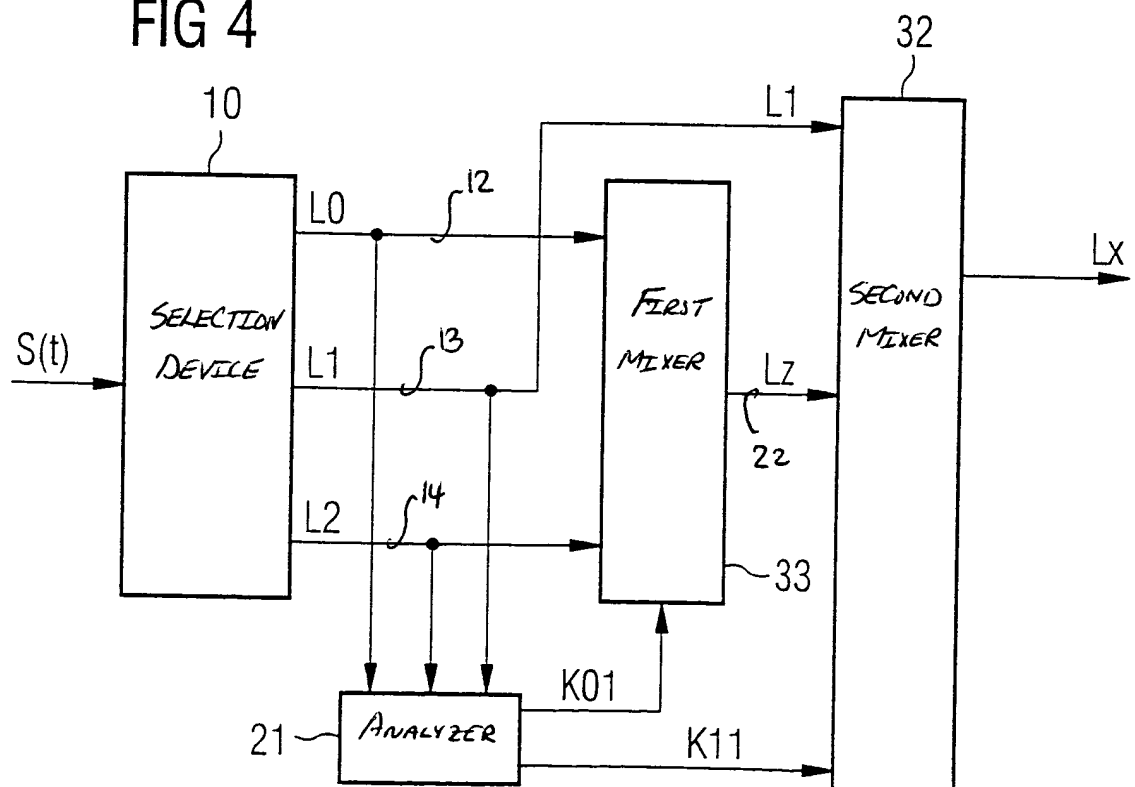 FIG 4
32
10
L1
L0
12
Lx
SELECTION
DEVICE
FIRST
MIXER
SECOND
MIXER
S(t)
L1
13
Lz
22
L2
14
33
K01
21
ANALYZER
K11